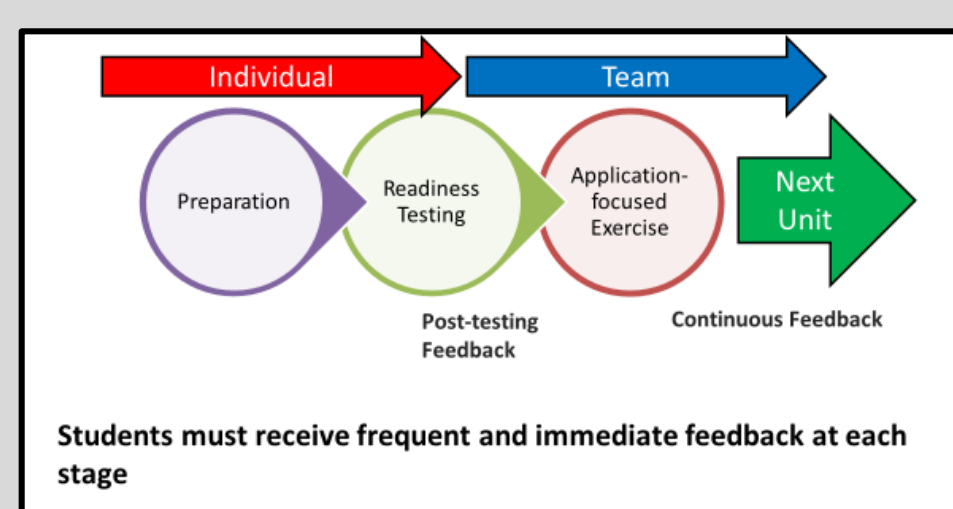 Individual
Team
Preparation
Readiness
Testing
Application-
focused
Exercise
Next
Unit
Post-testing
Feedback
Continuous Feedback
Students must receive frequent and immediate feedback at each
stage